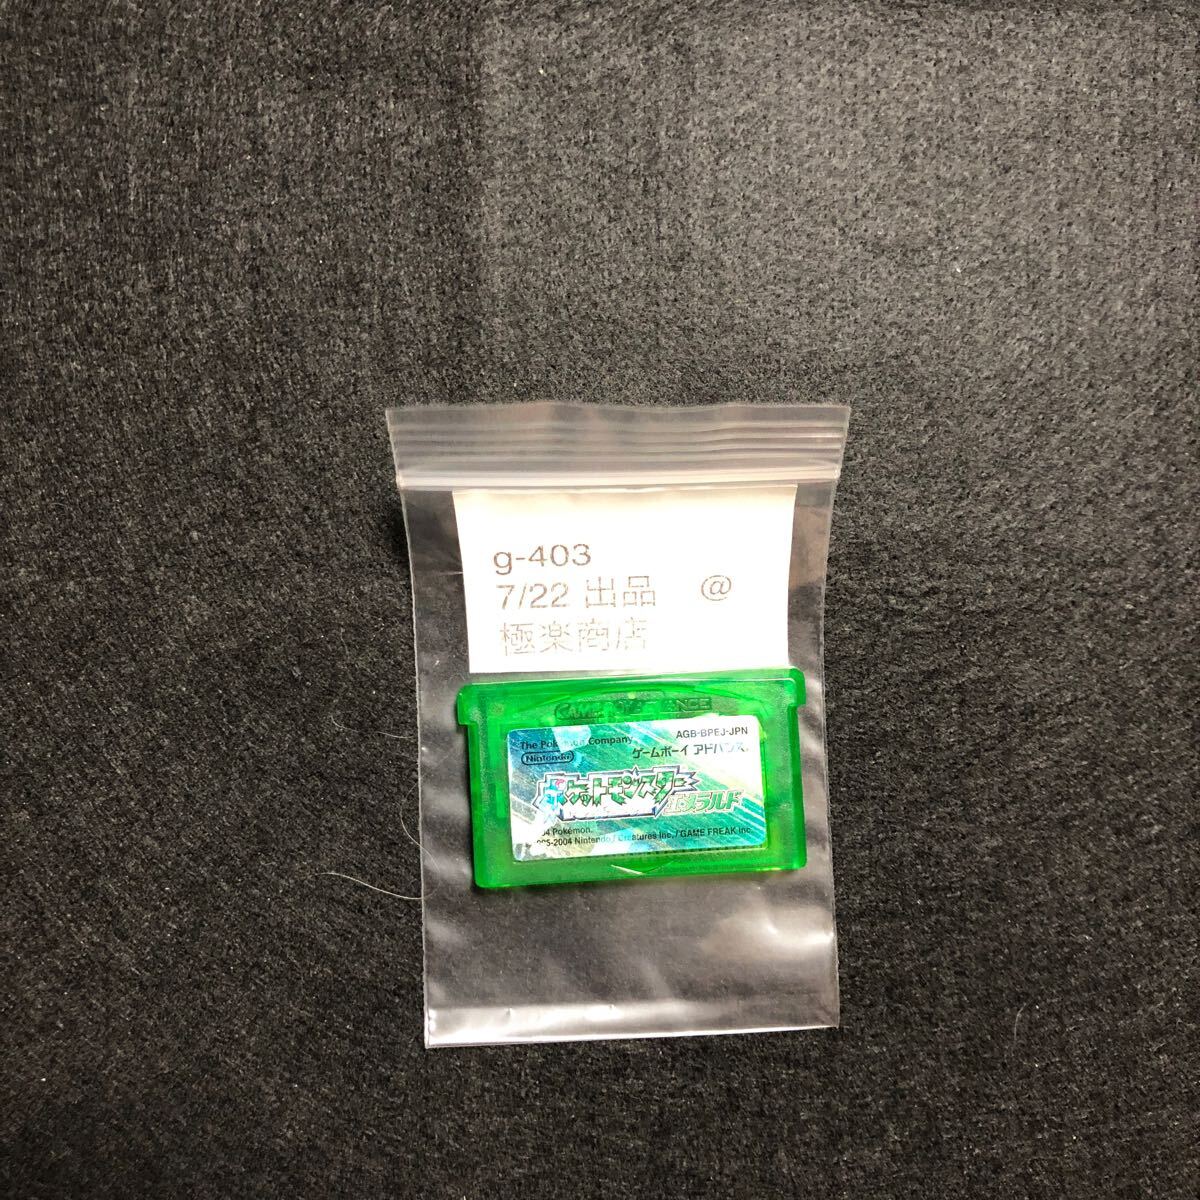 g-403
7/22 出品 @
極楽商店
GAME BOY ADVANCE
AGB-BPEJ-JPN
The Pokémon Company
ゲームボーイ アドバンス
Nintendo
ポケットモンスター
エメラルド
04 Pokémon.
995-2004 Nintendo / Creatures Inc. / GAME FREAK inc.